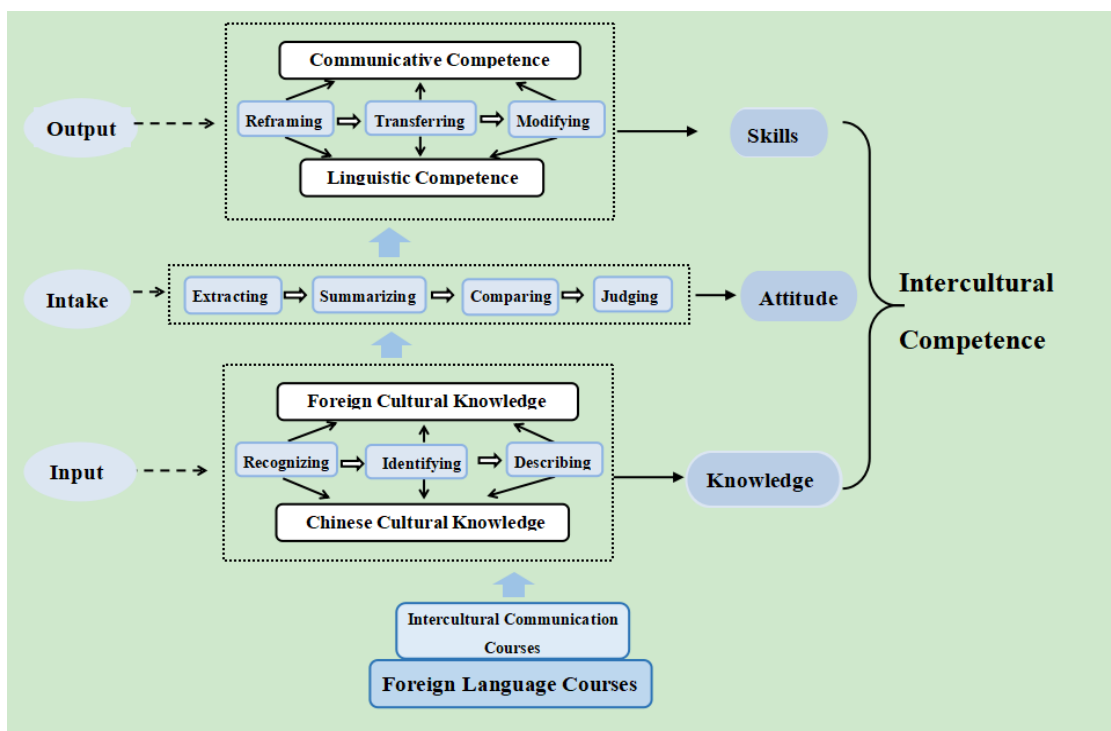 Communicative Competence
Output
Reframing
Transferring
Modifying
Skills
Linguistic Competence
Intake
Extracting
Summarizing
Comparing
Judging
Attitude
Intercultural
Competence
Foreign Cultural Knowledge
Input
Recognizing
Identifying
Describing
Knowledge
Chinese Cultural Knowledge
Intercultural Communication
Courses
Foreign Language Courses